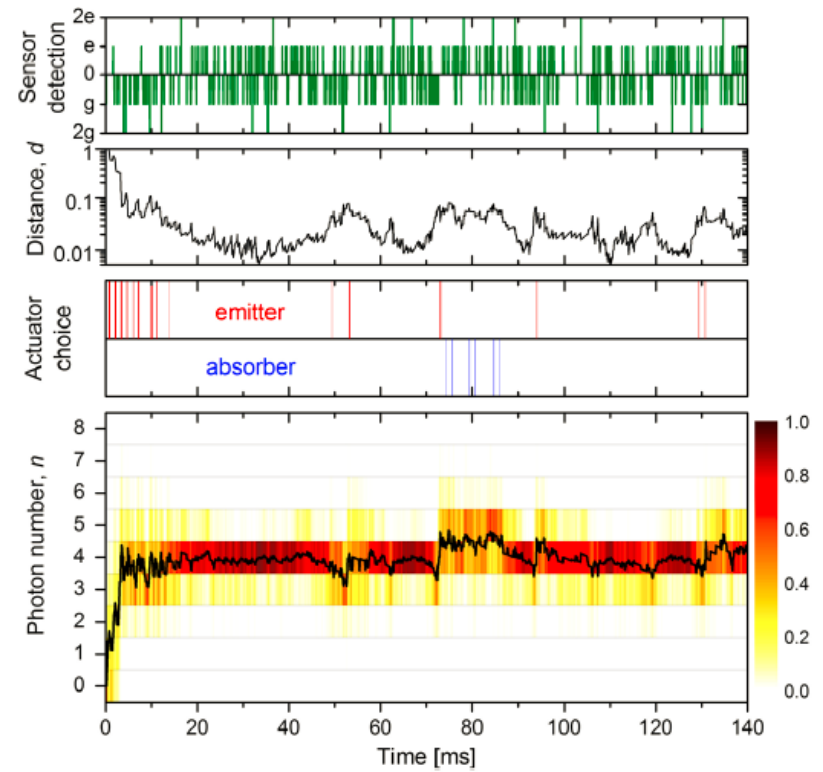 Sensor
detection
2e
e
0
g
2g
Distance, d
1
0.1
0.01
Actuator
choice
emitter
absorber
Photon number, n
8
7
6
5
4
3
2
1
0
1.0
0.8
0.6
0.4
0.2
0.0
0 20 40 60 80 100 120 140
Time [ms]